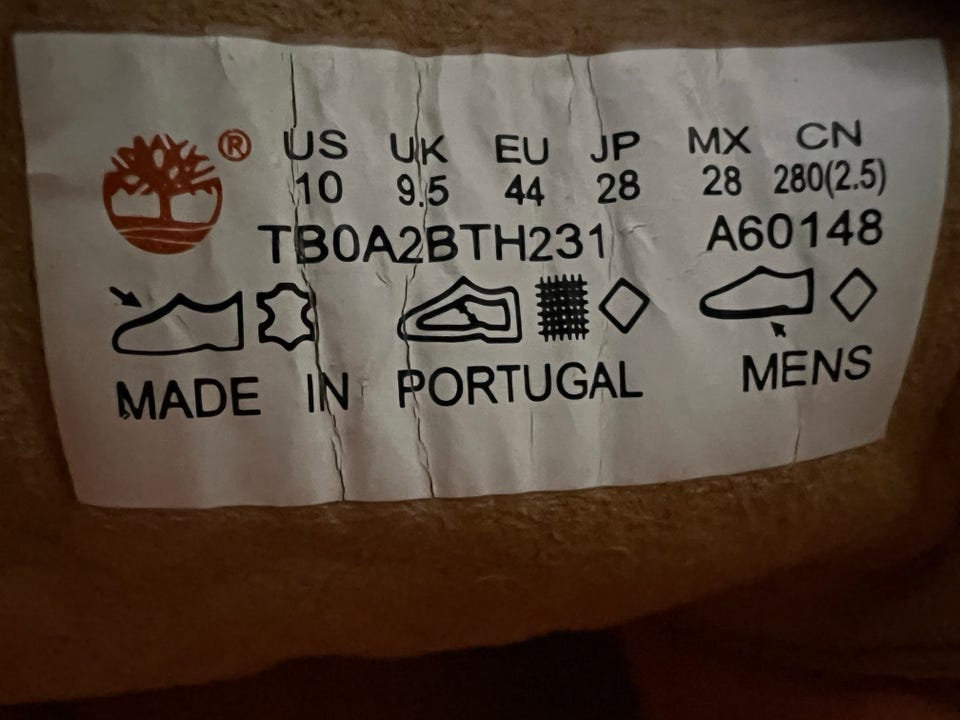 ® US UK EU JP MX CN
10 9.5 44 28 28 280(2.5)
TB0A2BTH231 A60148
MADE IN PORTUGAL MENS